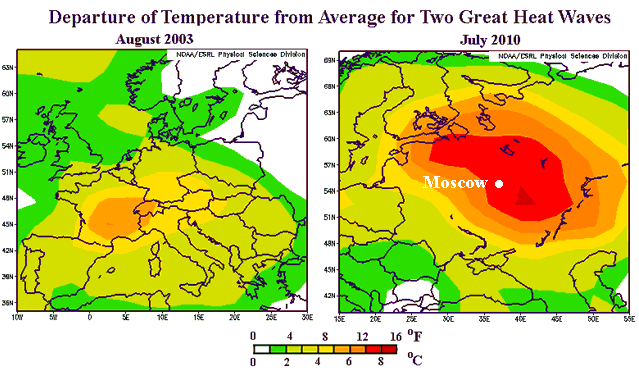 Departure of Temperature from Average for Two Great Heat Waves
August 2003
July 2010
NOAA/ESRL Physical Sciences Division
NOAA/ESRL Physical Sciences Division
63N
60N
57N
54N
51N
48N
45N
42N
39N
36N
10W 5W 0 5E 10E 15E 20E 25E 30E
69N
66N
63N
60N
57N
54N
51N
48N
45N
42N
15E 20E 25E 30E 35E 40E 45E 50E 55E
Moscow
0 4 8 12 16 °F
0 2 4 6 8 °C